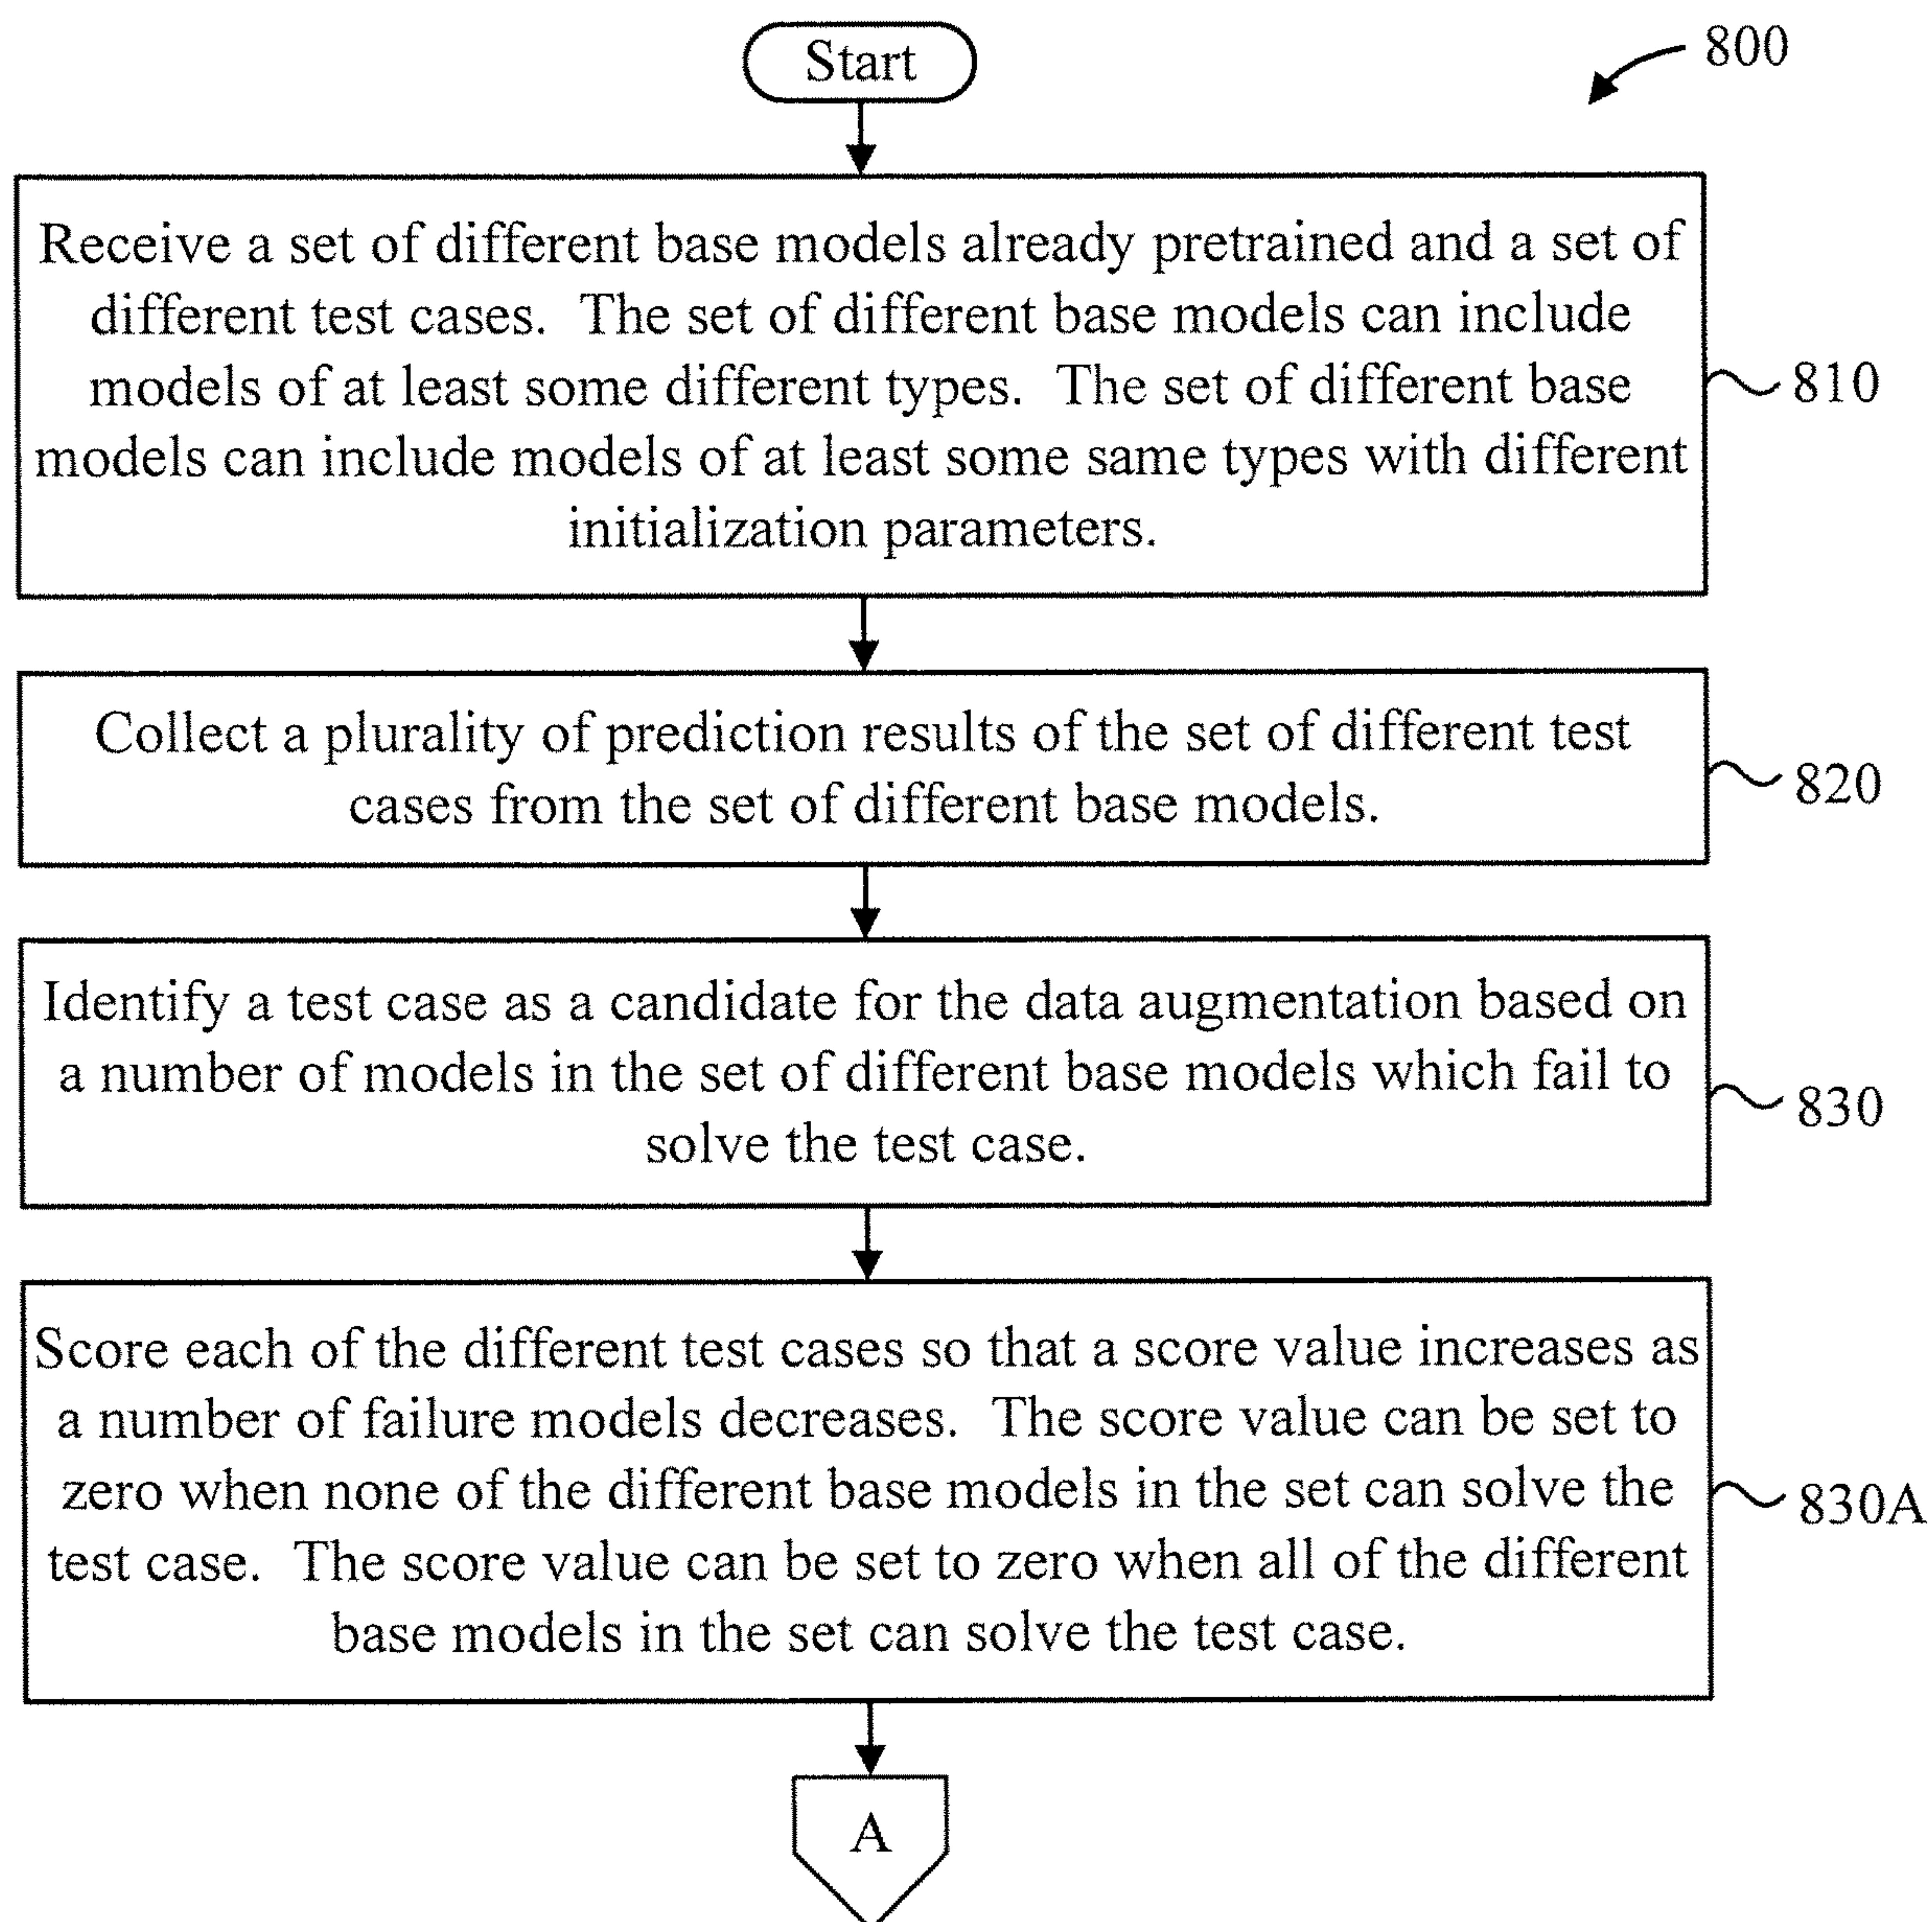 Start
800
Receive a set of different base models already pretrained and a set of
different test cases. The set of different base models can include
models of at least some different types. The set of different base
models can include models of at least some same types with different
initialization parameters.
810
Collect a plurality of prediction results of the set of different test
cases from the set of different base models.
820
Identify a test case as a candidate for the data augmentation based on
a number of models in the set of different base models which fail to
solve the test case.
830
Score each of the different test cases so that a score value increases as
a number of failure models decreases. The score value can be set to
zero when none of the different base models in the set can solve the
test case. The score value can be set to zero when all of the different
base models in the set can solve the test case.
830A
A